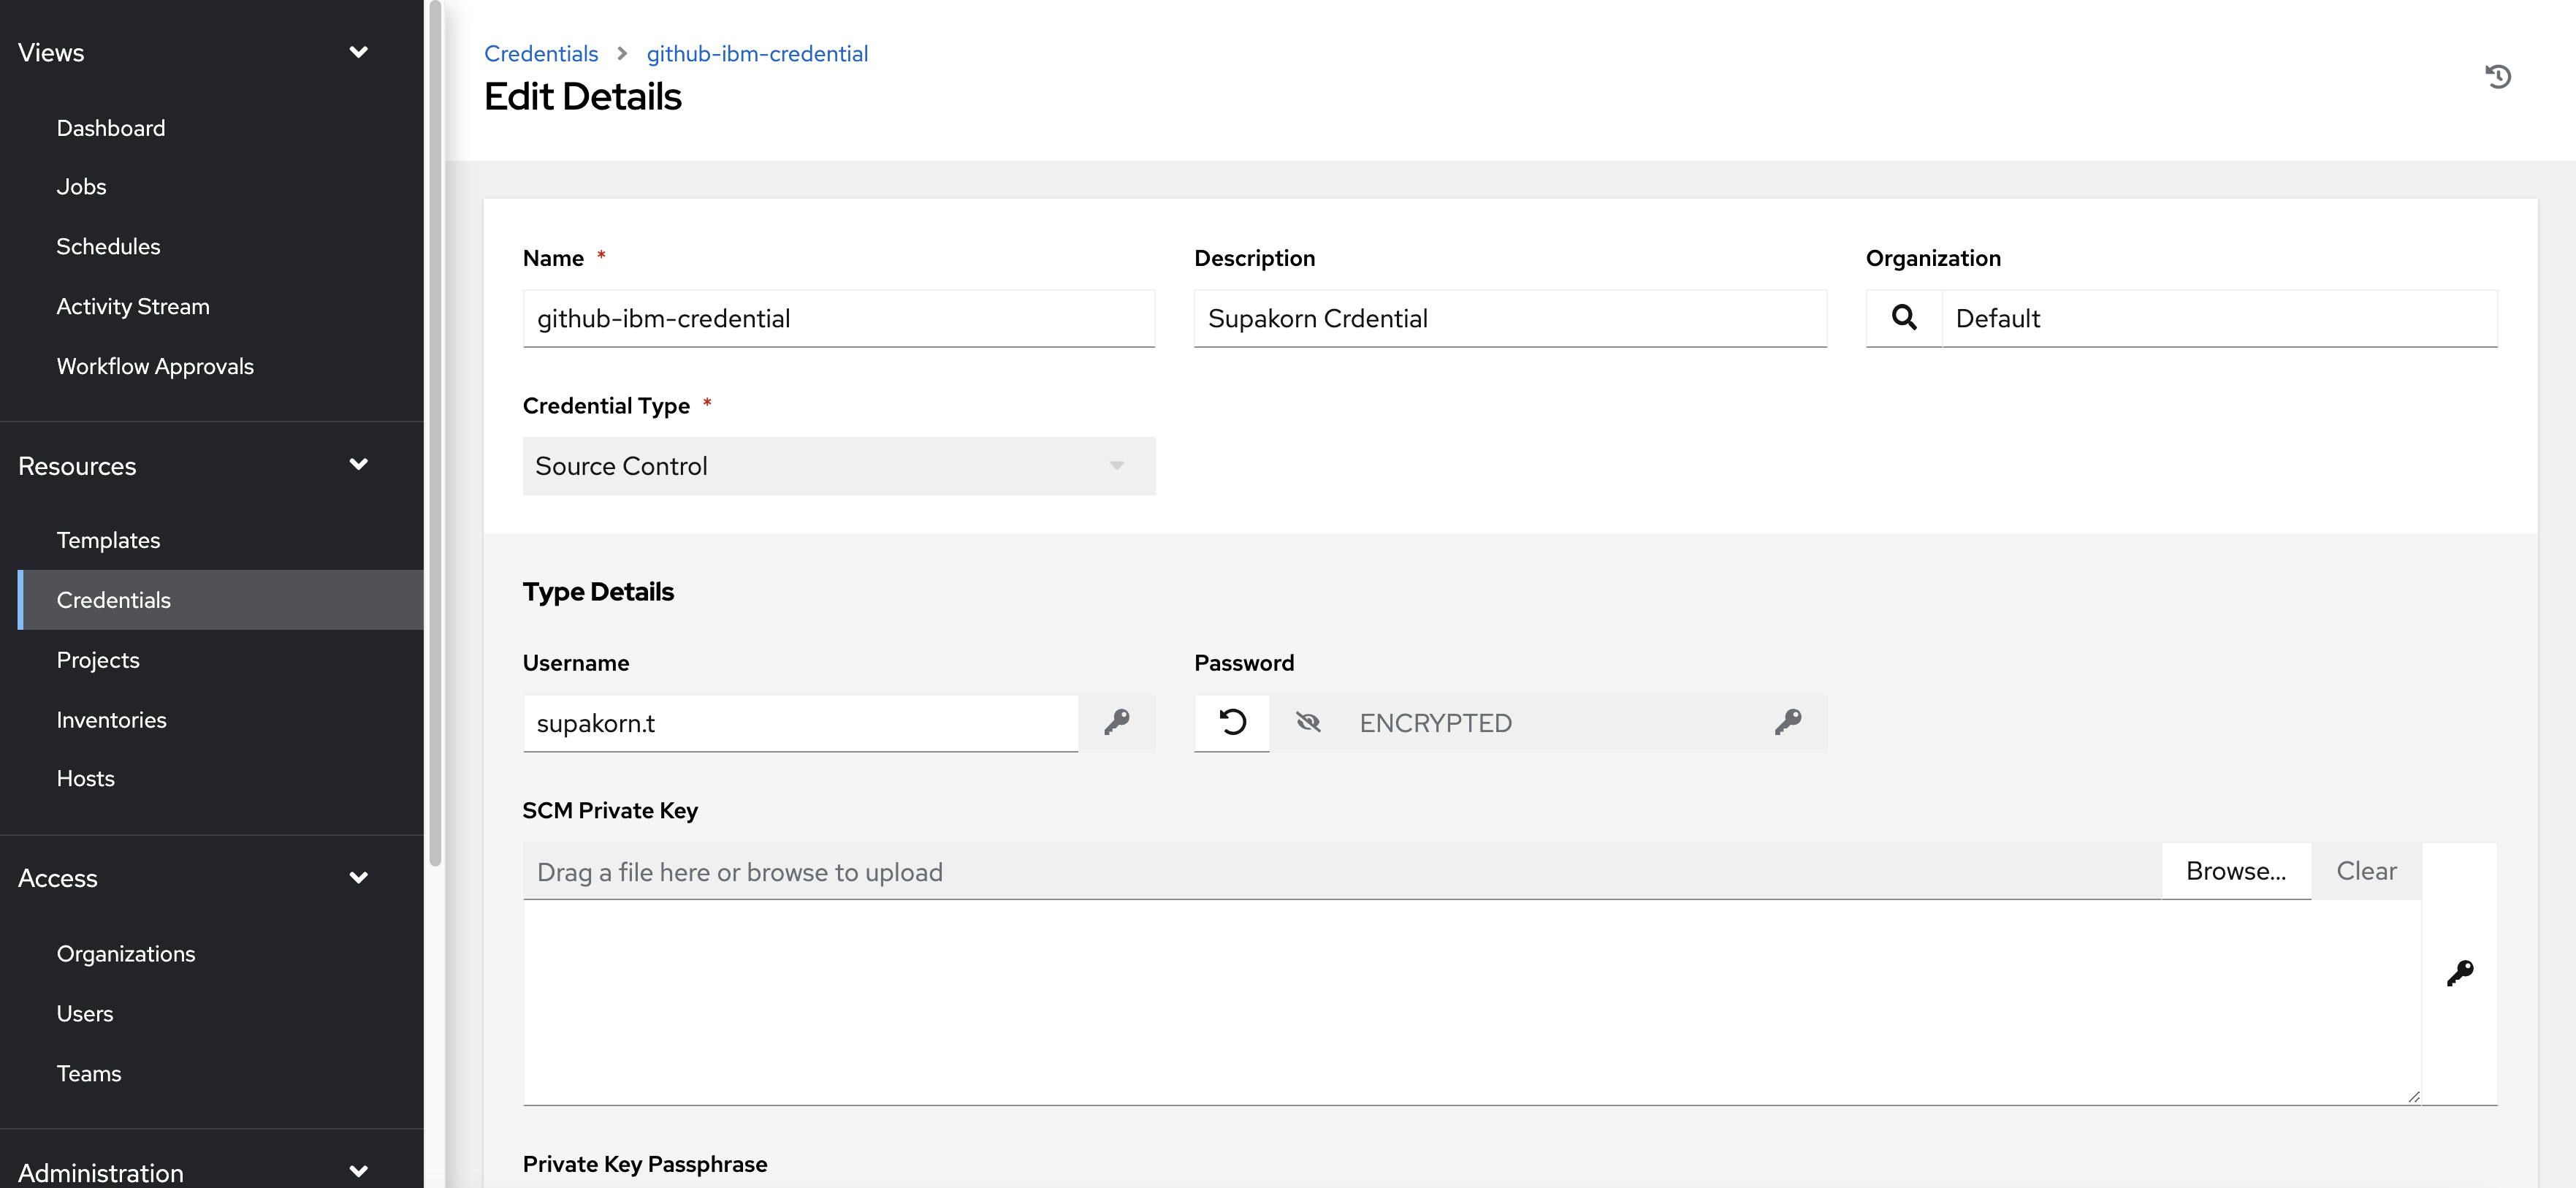 Views
Dashboard
Jobs
Schedules
Activity Stream
Workflow Approvals
Resources
Templates
Credentials
Projects
Inventories
Hosts
Access
Organizations
Users
Teams
Administration
Credentials > github-ibm-credential
Edit Details
Name * Description Organization
github-ibm-credential Supakorn Crdential Default
Credential Type *
Source Control
Type Details
Username Password
supakorn.t ENCRYPTED
SCM Private Key
Drag a file here or browse to upload Browse... Clear
Private Key Passphrase